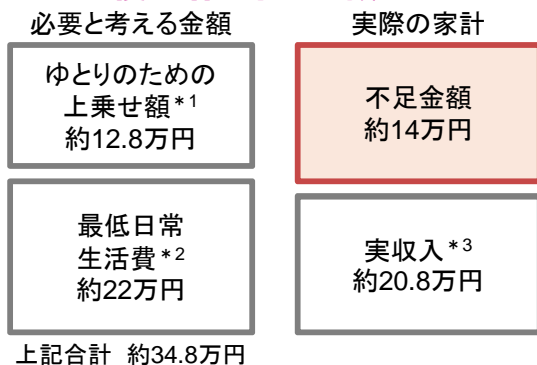 必要と考える金額
ゆとりのための
上乗せ額*1
約12.8万円
最低日常
生活費*2
約22万円
上記合計 約34.8万円
実際の家計
不足金額
約14万円
実収入*3
約20.8万円